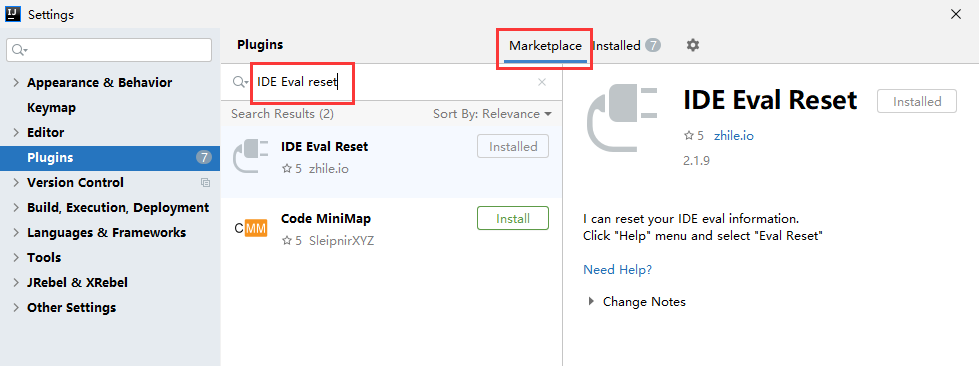 IJ Settings
Appearance & Behavior
Keymap
Editor
Plugins 7
Version Control
Build, Execution, Deployment
Languages & Frameworks
Tools
JRebel & XRebel
Other Settings
Plugins Marketplace Installed 7
IDE Eval reset
Search Results (2) Sort By: Relevance
IDE Eval Reset Installed
5 zhile.io
CMM Code MiniMap Install
5 SleipnirXYZ
IDE Eval Reset Installed
5 zhile.io
2.1.9
I can reset your IDE eval information.
Click "Help" menu and select "Eval Reset"
Need Help?
Change Notes